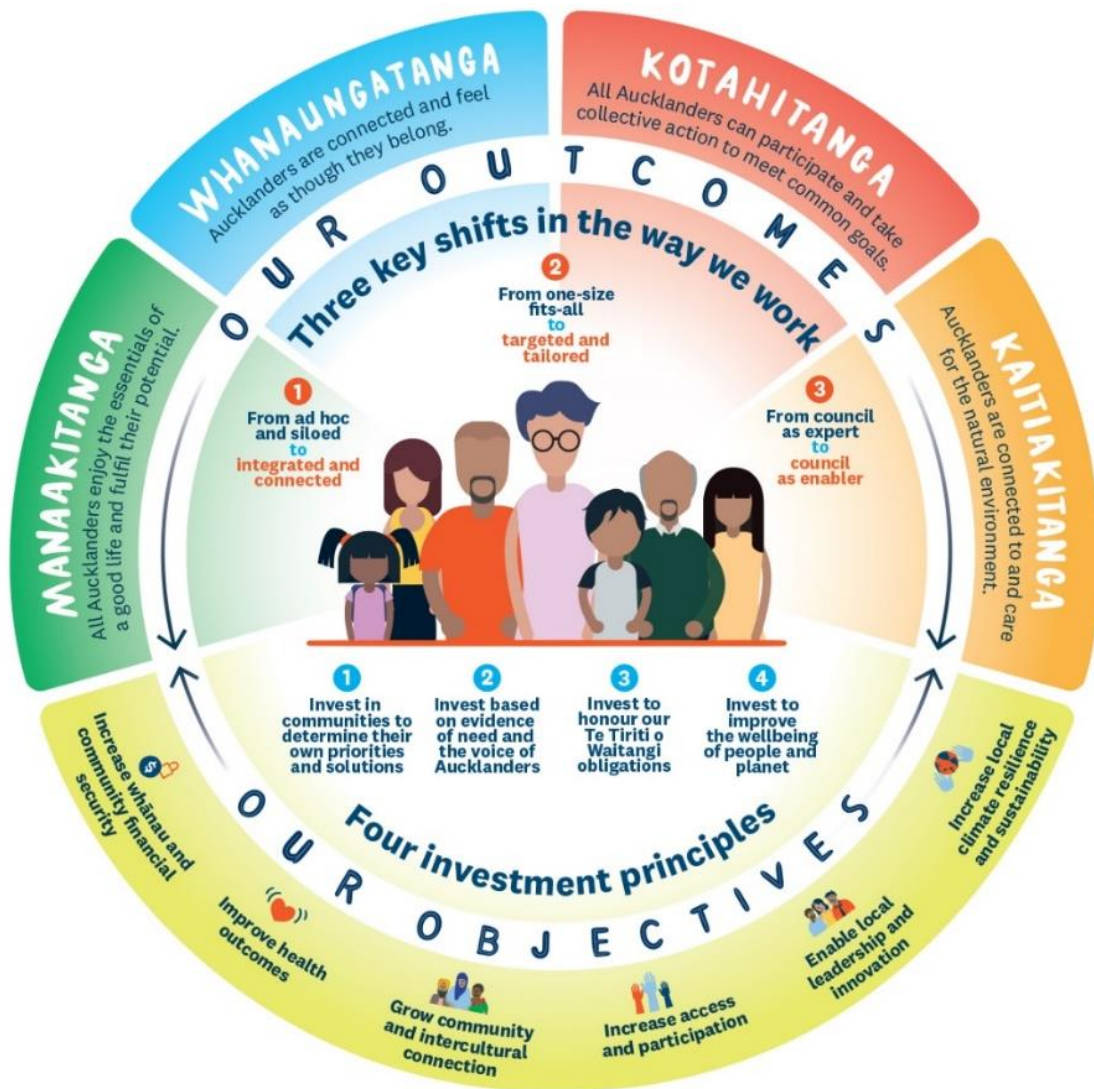 MANAAKITANGA
All Aucklanders enjoy the essentials of
a good life and fulfil their potential.
WHANAUNGATANGA
Aucklanders are connected and feel
as though they belong.
KOTAHITANGA
All Aucklanders can participate and take
collective action to meet common goals.
KAITIAKITANGA
Aucklanders are connected to and care
for the natural environment.
OUR OUTCOMES
Three key shifts in the way we work
1
From ad hoc
and siloed
to
integrated and
connected
2
From one-size
fits-all
to
targeted and
tailored
3
From council
as expert
to
council
as enabler
1
Invest in
communities to
determine their
own priorities
and solutions
2
Invest based
on evidence
of need and
the voice of
Aucklanders
3
Invest to
honour our
Te Tiriti o
Waitangi
obligations
4
Invest to
improve
the wellbeing
of people and
planet
Four investment principles
OUR OBJECTIVES
$
Increase whānau and
community financial
security
Improve health
outcomes
Grow community
and intercultural
connection
Increase access
and participation
Enable local
leadership and
innovation
Increase local
climate resilience
and sustainability